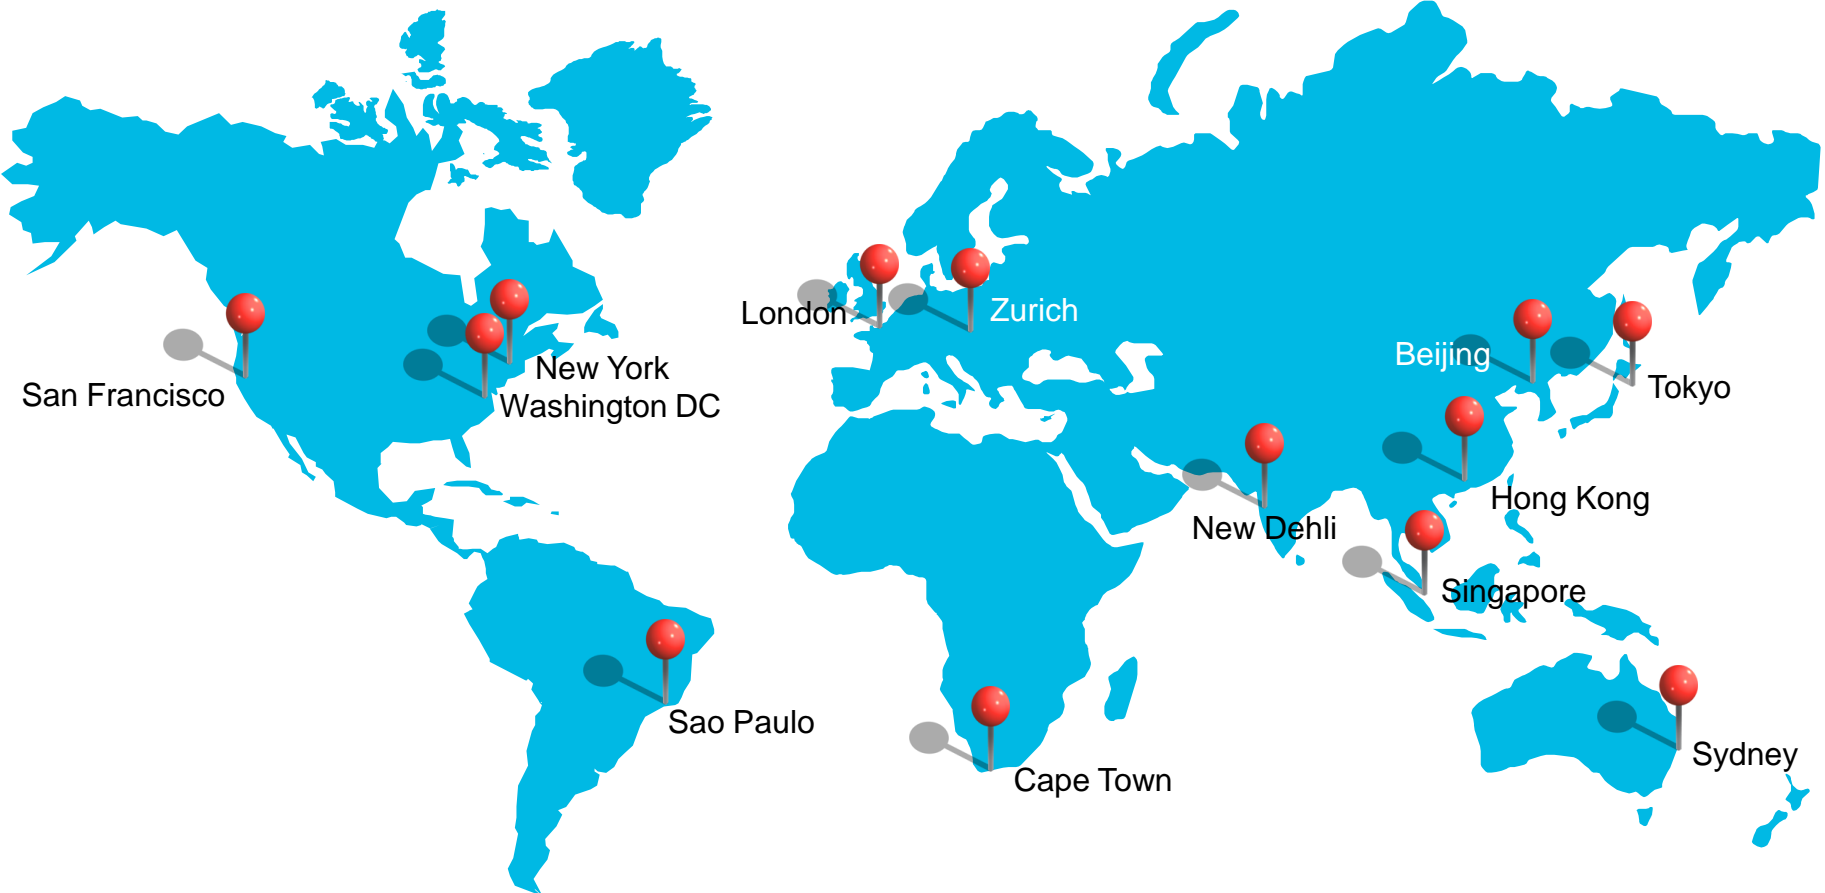 London
Zurich
Beijing
New York
Tokyo
San Francisco
Washington DC
Hong Kong
New Dehli
Singapore
Sao Paulo
Sydney
Cape Town